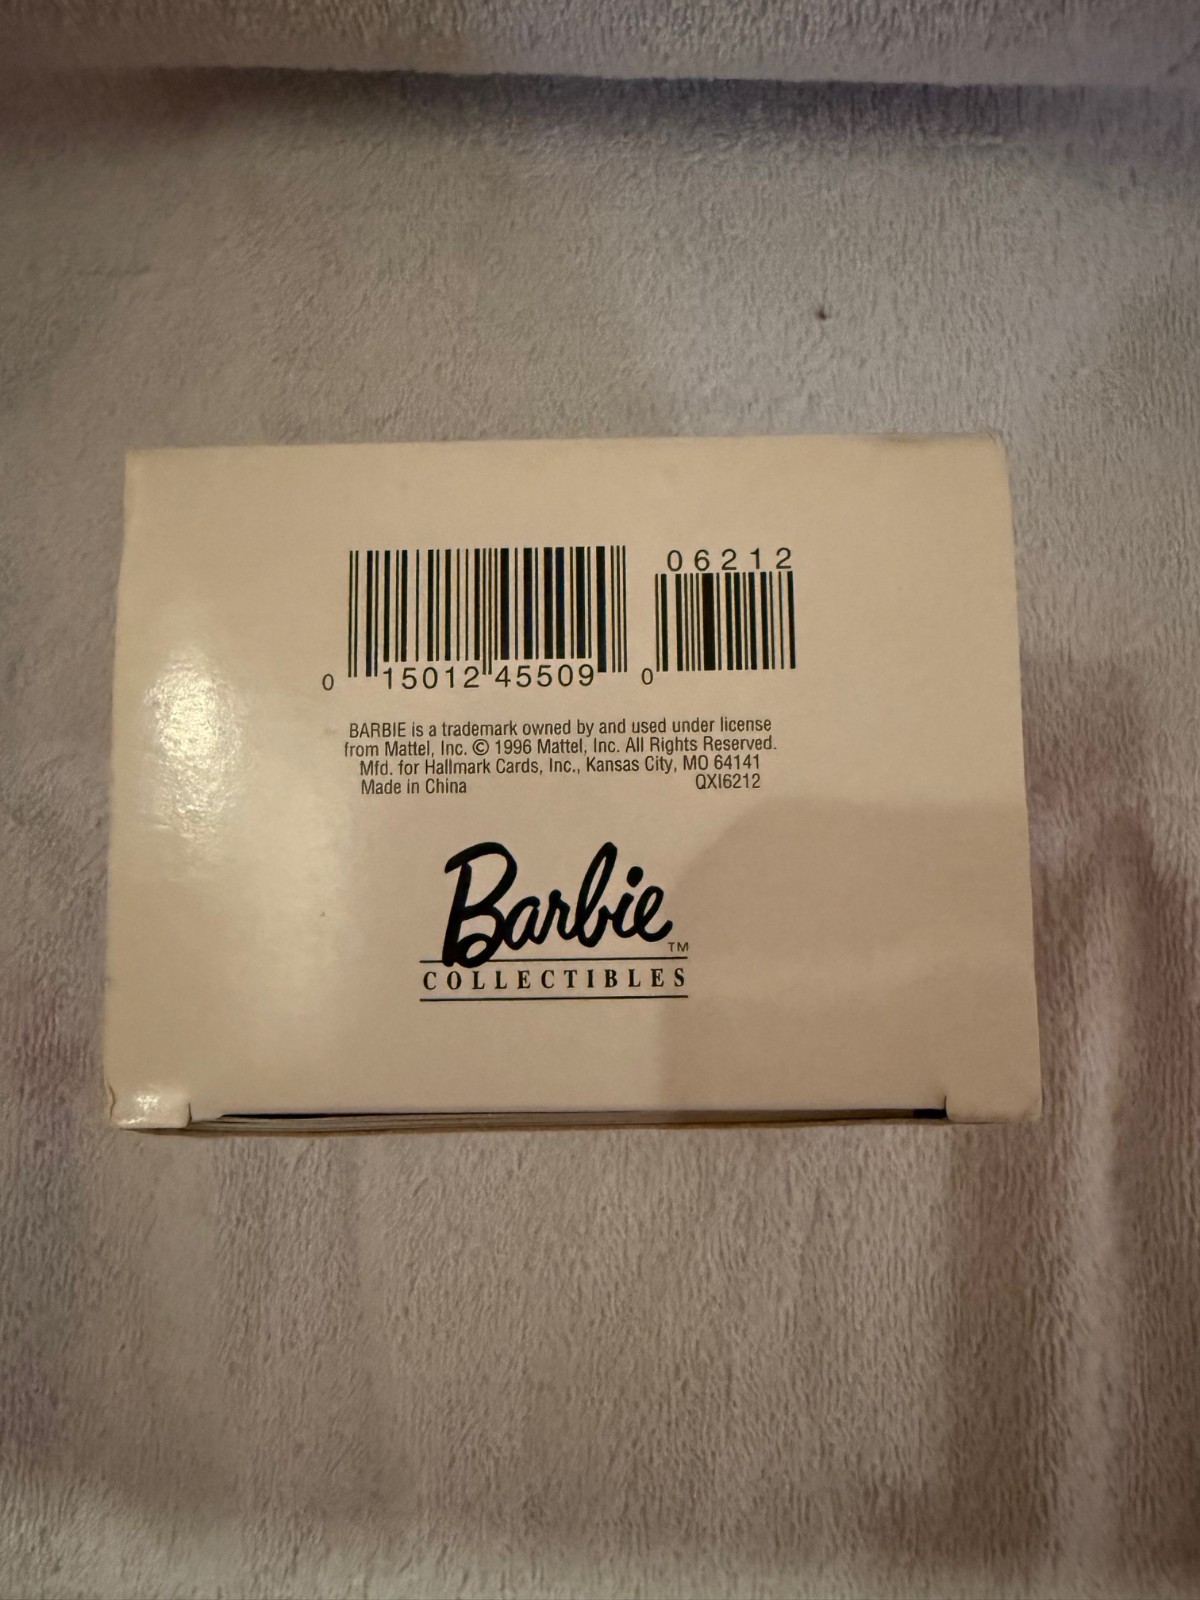 06212
0 15012 45509 0
BARBIE is a trademark owned by and used under license
from Mattel, Inc. © 1996 Mattel, Inc. All Rights Reserved.
Mfd. for Hallmark Cards, Inc., Kansas City, MO 64141
Made in China QXI6212
Barbie™
COLLECTIBLES